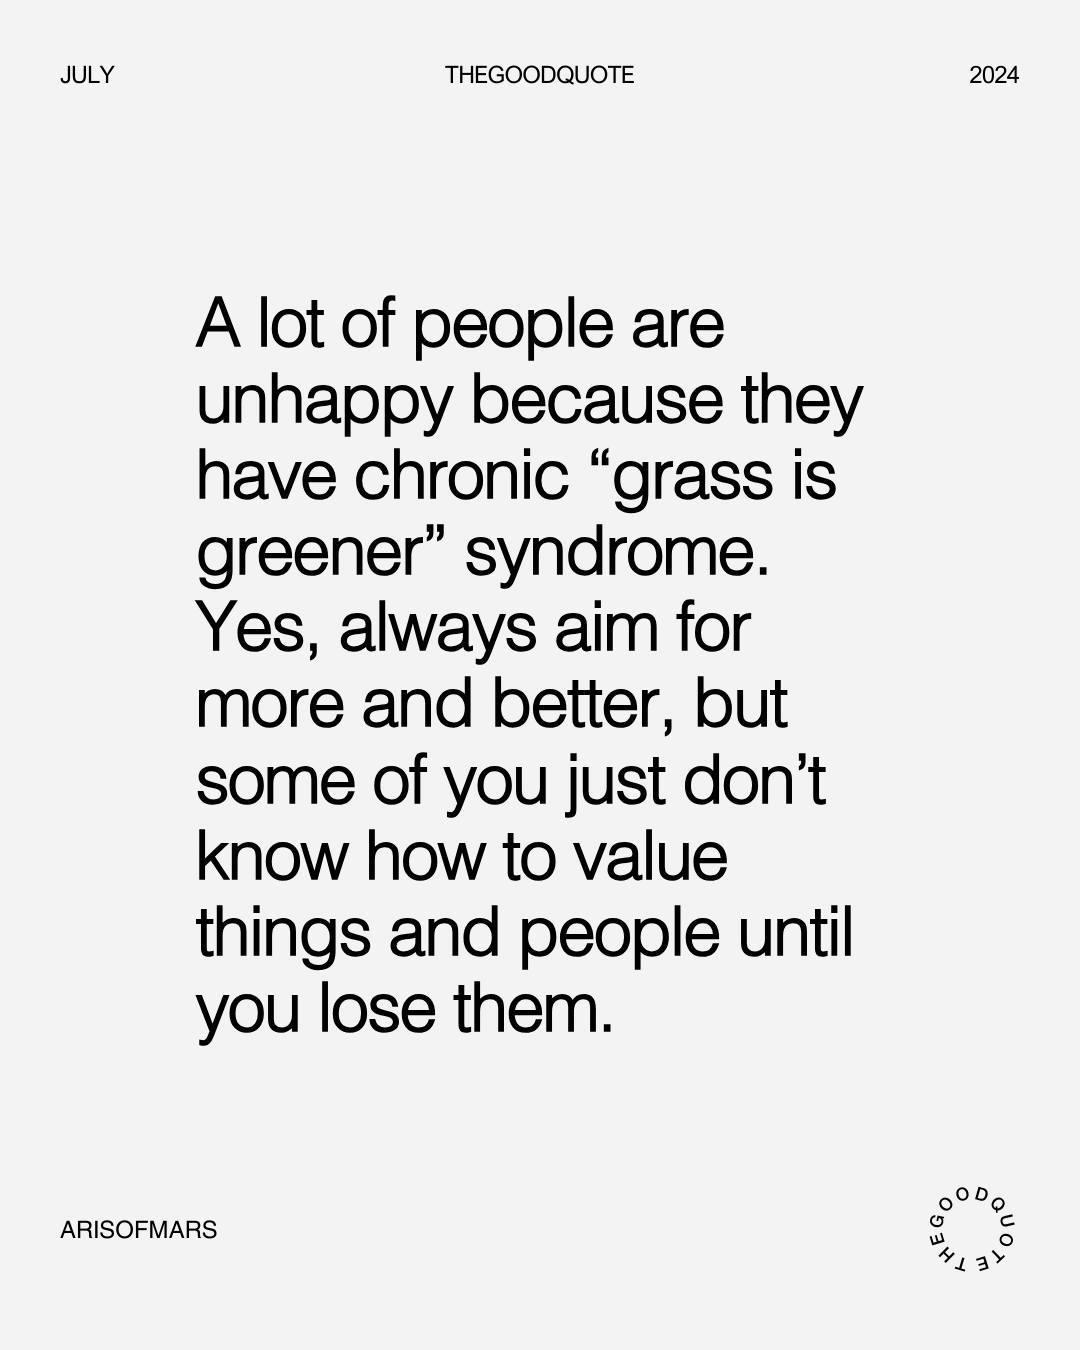 JULY THEGOODQUOTE 2024
A lot of people are
unhappy because they
have chronic “grass is
greener” syndrome.
Yes, always aim for
more and better, but
some of you just don’t
know how to value
things and people until
you lose them.
ARISOFMARS
THEGOODQUOTE